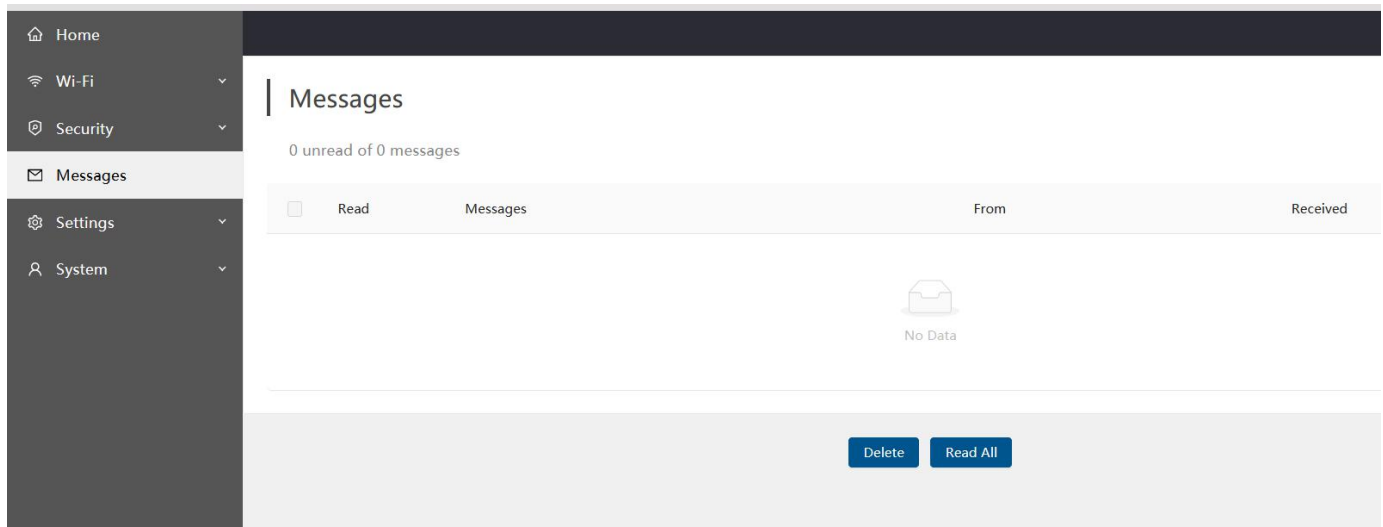 Home
Wi-Fi
Security
Messages
Settings
System
Messages
0 unread of 0 messages
Read Messages From Received
No Data
Delete Read All